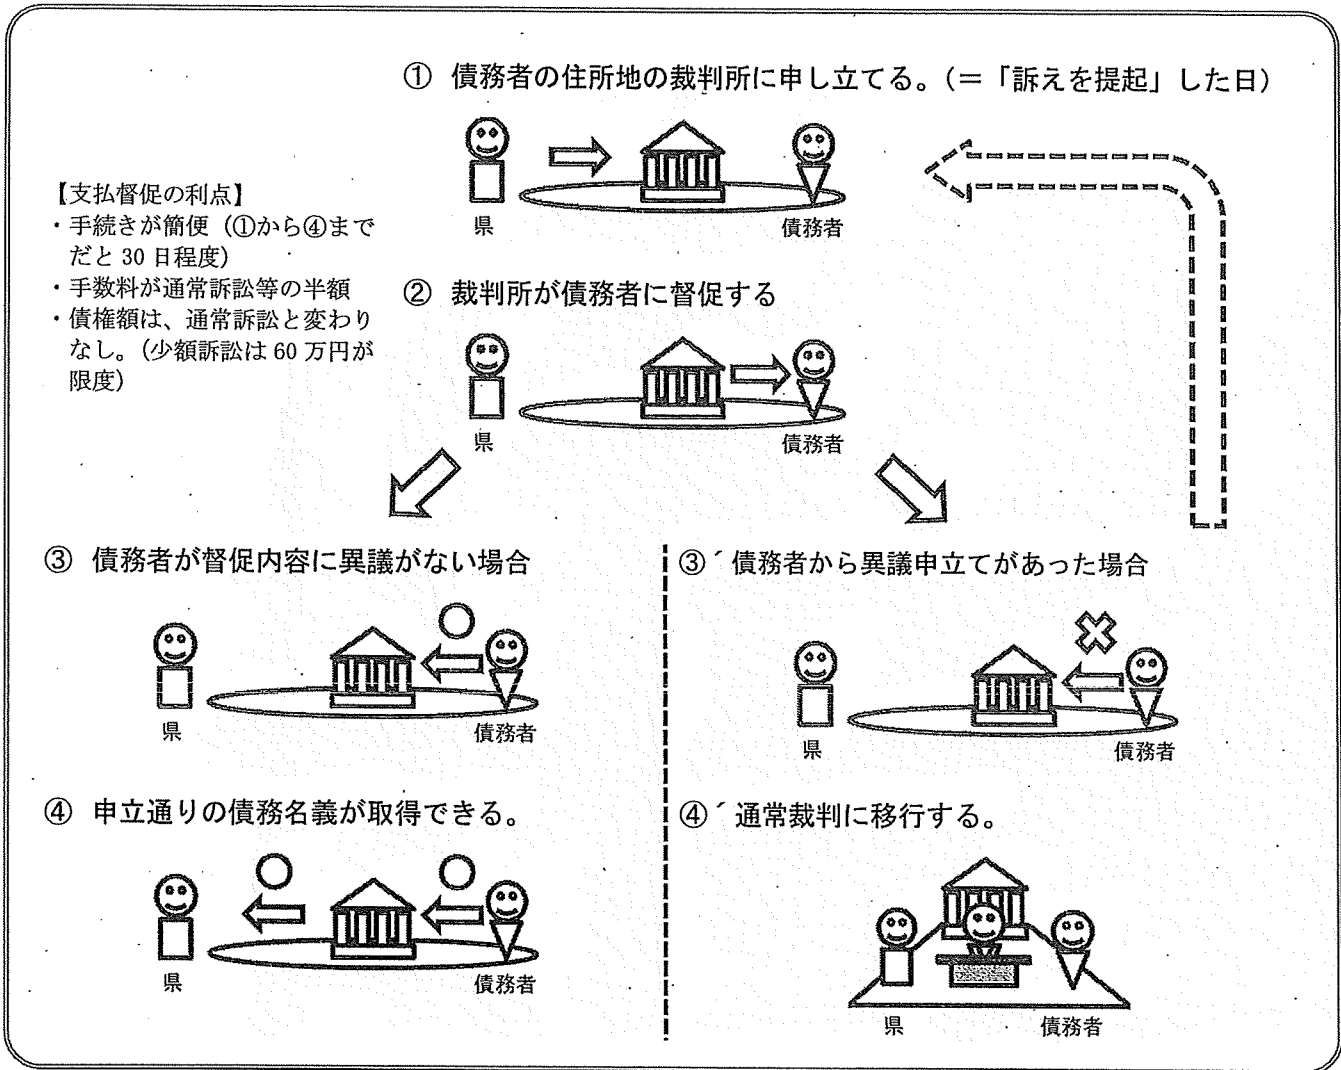 ① 債務者の住所地の裁判所に申し立てる。(=「訴えを提起」した日)
県
債務者
【支払督促の利点】
・手続きが簡便(①から④まで
だと 30 日程度)
・手数料が通常訴訟等の半額
・債権額は、通常訴訟と変わり
なし。(少額訴訟は 60 万円が
限度)
② 裁判所が債務者に督促する
県
債務者
③ 債務者が督促内容に異議がない場合
県
債務者
④ 申立通りの債務名義が取得できる。
県
債務者
③´債務者から異議申立てがあった場合
県
債務者
④´通常裁判に移行する。
県
債務者